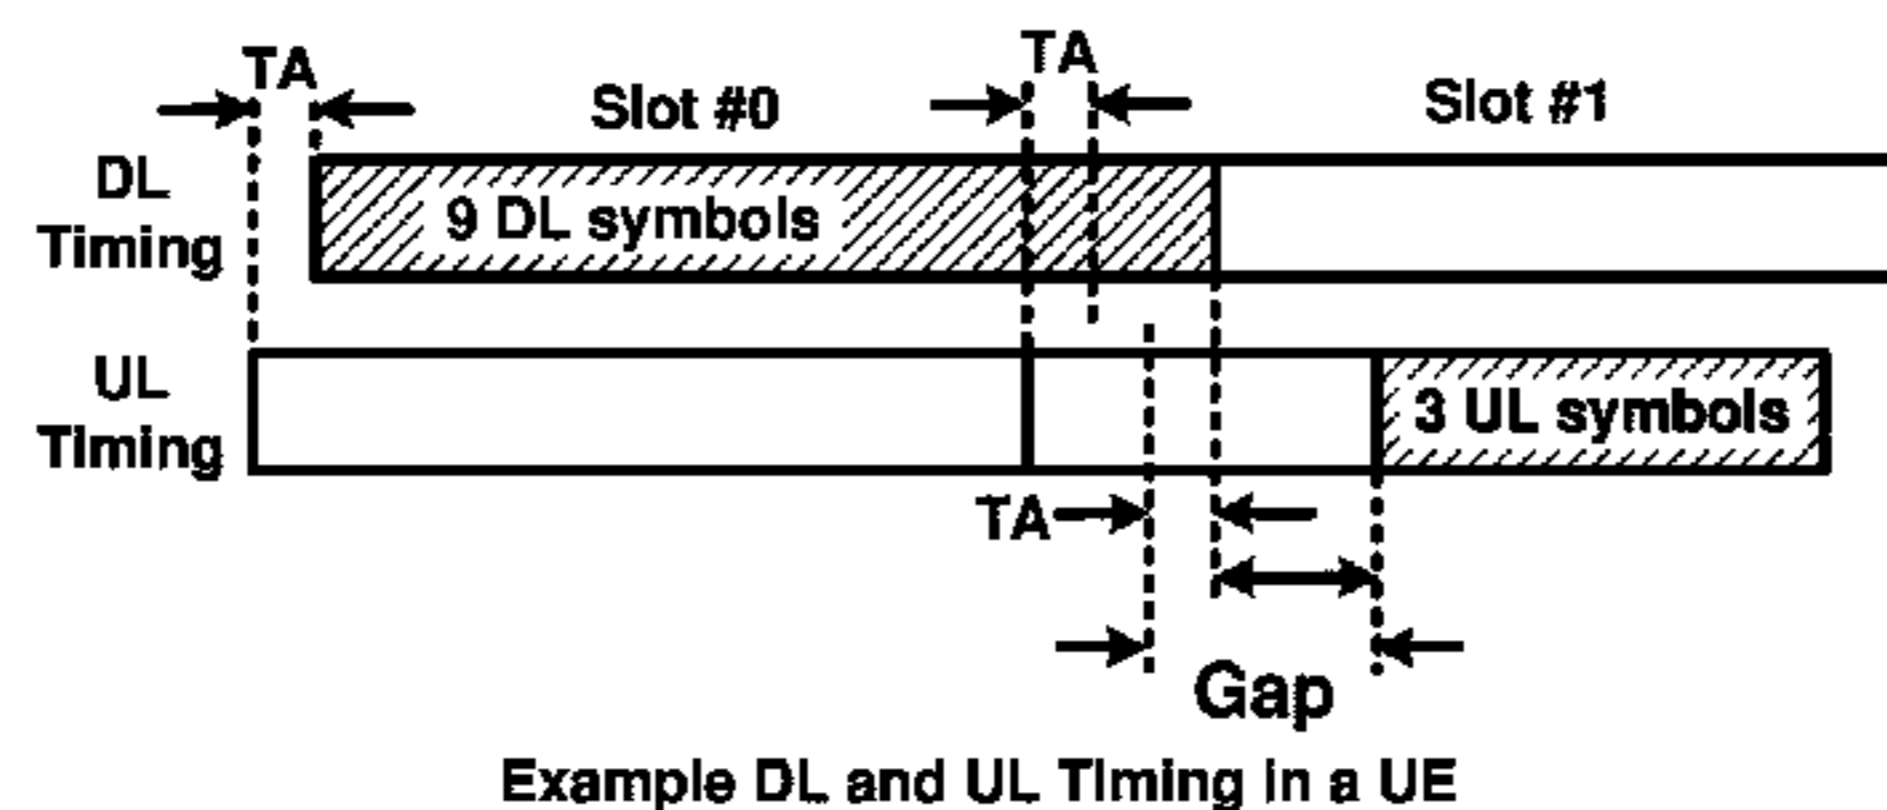 TA
TA
Slot #0
Slot #1
DL
Timing
9 DL symbols
UL
Timing
3 UL symbols
TA
Gap
Example DL and UL Timing in a UE